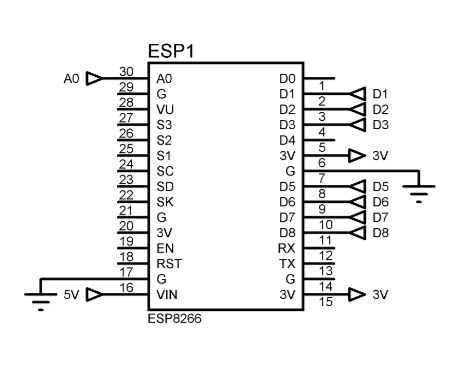 ESP1
A0 30 A0 D0
29 G D1 1 D1
28 VU D2 2 D2
27 S3 D3 3 D3
26 S2 D4 4
25 S1 3V 5 3V
24 SC G 6
23 SD D5 7 D5
22 SK D6 8 D6
21 G D7 9 D7
20 3V D8 10 D8
19 EN RX 11
18 RST TX 12
17 G G 13
5V 16 VIN 3V 14 3V
15
ESP8266